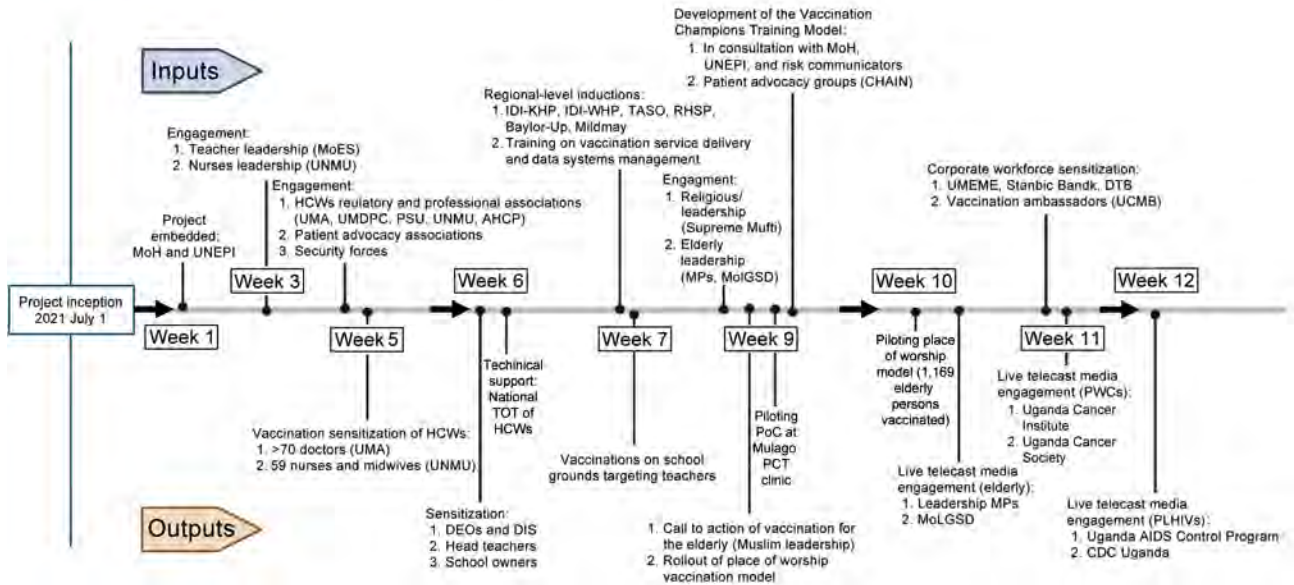 Inputs
Development of the Vaccination
Champions Training Model:
1. In consultation with MoH,
UNEPI, and risk communicators
2. Patient advocacy groups (CHAIN)
Regional-level inductions:
1. IDI-KHP, IDI-WHP, TASO, RHSP,
Baylor-Up, Mildmay
2. Training on vaccination service delivery
and data systems management
Engagement:
1. Teacher leadership (MoES)
2. Nurses leadership (UNMU)
Engagement:
1. HCWs reulatory and professional associations
(UMA, UMDPC, PSU, UNMU, AHCP)
2. Patient advocacy associations
3. Security forces
Project
embedded:
MoH and UNEPI
Engagment:
1. Religious/
leadership
(Supreme Mufti)
2. Elderly
leadership
(MPs, MolGSD)
Corporate workforce sensitization:
1. UMEME, Stanbic Bandk, DTB
2. Vaccination ambassadors (UCMB)
Project inception
2021 July 1
Week 1
Week 3
Week 5
Week 6
Week 7
Week 9
Week 10
Week 11
Week 12
Vaccination sensitization of HCWs:
1. >70 doctors (UMA)
2. 59 nurses and midwives (UNMU)
Techinical
support:
National
TOT of
HCWs
Sensitization:
1. DEOs and DIS
2. Head teachers
3. School owners
Vaccinations on school
grounds targeting teachers
Piloting
PoC at
Mulago
PCT
clinic
1. Call to action of vaccination for
the elderly (Muslim leadership)
2. Rollout of place of worship
vaccination model
Piloting place
of worship
model (1,169
elderly
persons
vaccinated)
Live telecast media
engagement (elderly):
1. Leadership MPs
2. MoLGSD
Live telecast media
engagement (PWCs):
1. Uganda Cancer
Institute
2. Uganda Cancer
Society
Live telecast media
engagement (PLHIVs):
1. Uganda AIDS Control Program
2. CDC Uganda
Outputs